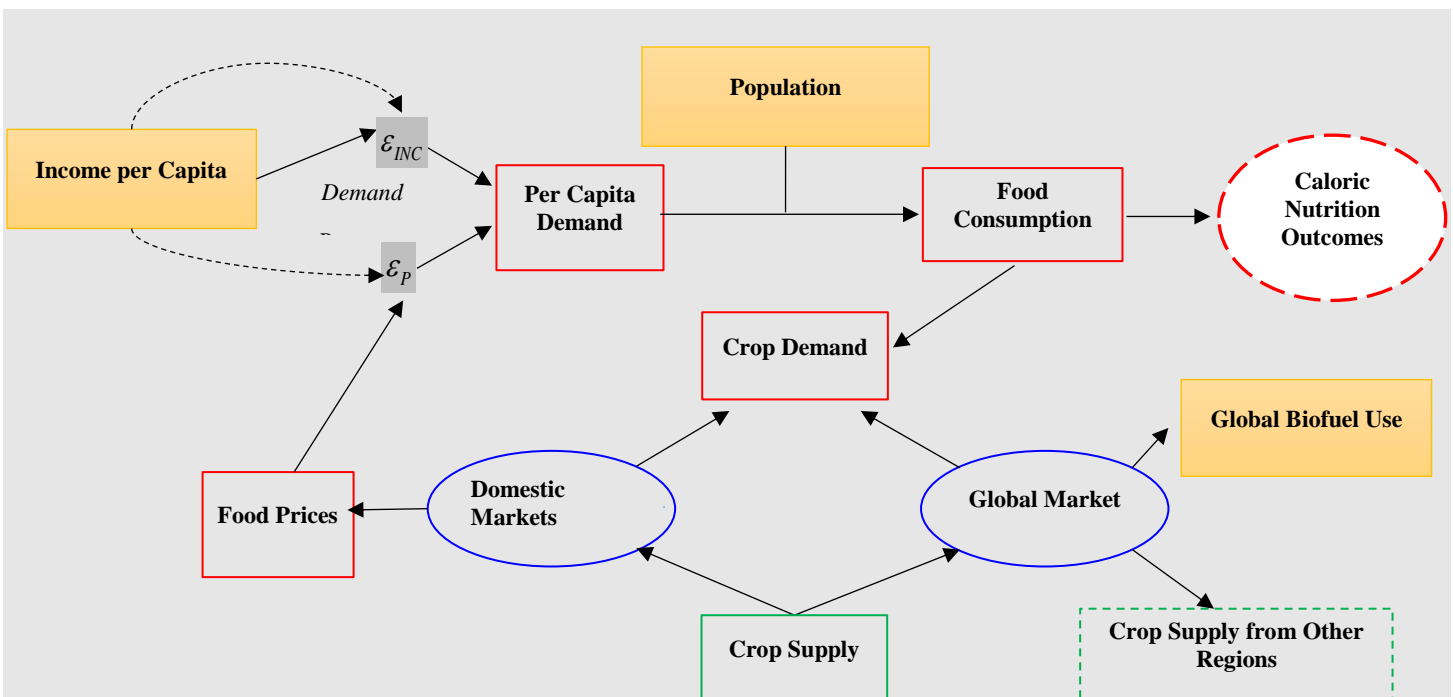 Population
Income per Capita
ε_INC
Demand
Per Capita
Demand
Food
Consumption
Caloric
Nutrition
Outcomes
ε_P
Crop Demand
Global Biofuel Use
Food Prices
Domestic
Markets
Global Market
Crop Supply
Crop Supply from Other
Regions